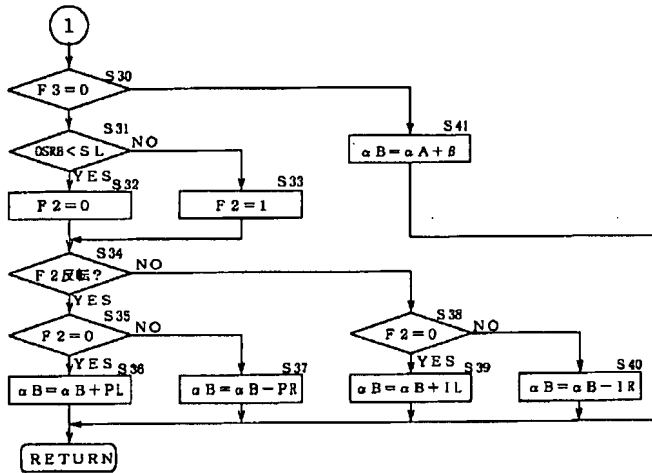 1
S30
F3=0
S31
OSRB<SL
NO
S41
αB=αA+β
YES
S32
F2=0
S33
F2=1
S34
F2反転?
NO
YES
S35
F2=0
NO
S38
F2=0
NO
YES
S36
αB=αB+PL
S37
αB=αB-PR
YES
S39
αB=αB+IL
S40
αB=αB-IR
RETURN